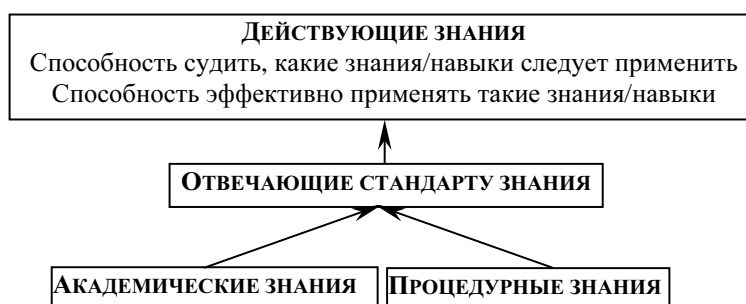 ДЕЙСТВУЮЩИЕ ЗНАНИЯ
Способность судить, какие знания/навыки следует применить
Способность эффективно применять такие знания/навыки
ОТВЕЧАЮЩИЕ СТАНДАРТУ ЗНАНИЯ
АКАДЕМИЧЕСКИЕ ЗНАНИЯ
ПРОЦЕДУРНЫЕ ЗНАНИЯ